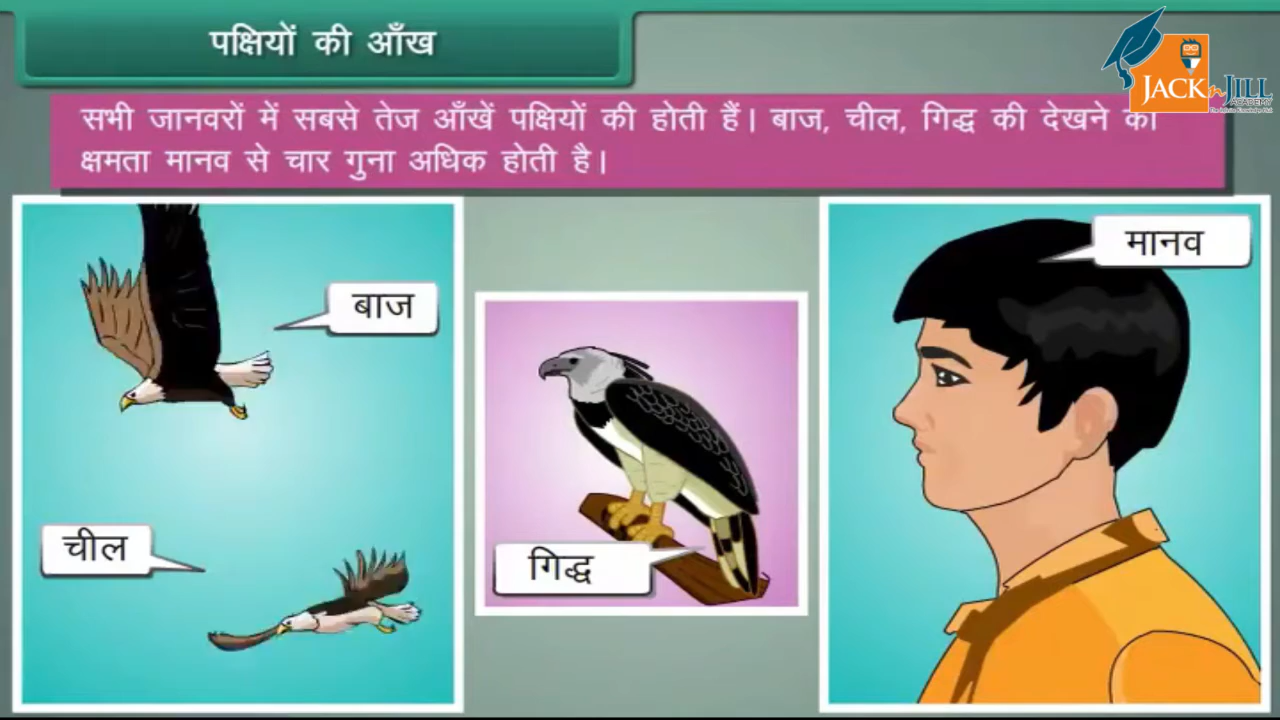 पक्षियों की आँख
सभी जानवरों में सबसे तेज आँखें पक्षियों की होती हैं। बाज, चील, गिद्ध की देखने की
क्षमता मानव से चार गुना अधिक होती है।
JACK n JILL
ACADEMY
बाज
मानव
चील
गिद्ध